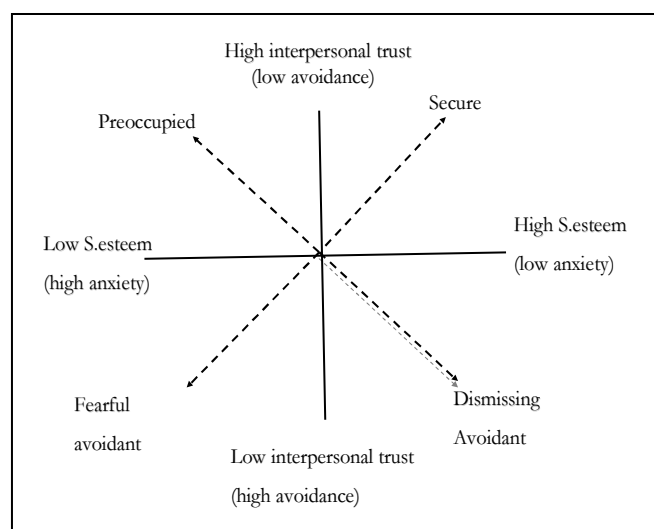 High interpersonal trust
(low avoidance)
Secure
Preoccupied
High S.esteem
Low S.esteem
(low anxiety)
(high anxiety)
Fearful
Dismissing
avoidant
Avoidant
Low interpersonal trust
(high avoidance)